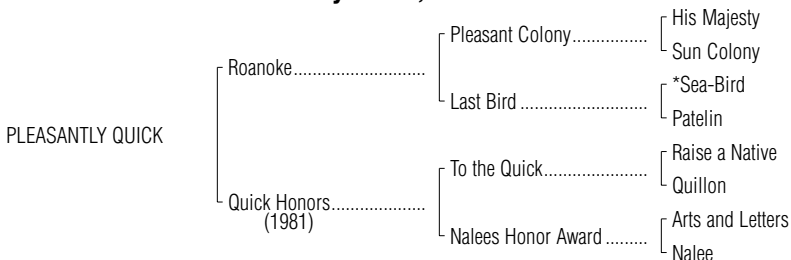 His Majesty
Pleasant Colony................
Sun Colony
Roanoke............................
*Sea-Bird
Last Bird ...........................
Patelin
PLEASANTLY QUICK
Raise a Native
To the Quick......................
Quillon
Quick Honors....................
(1981)
Arts and Letters
Nalees Honor Award .........
Nalee